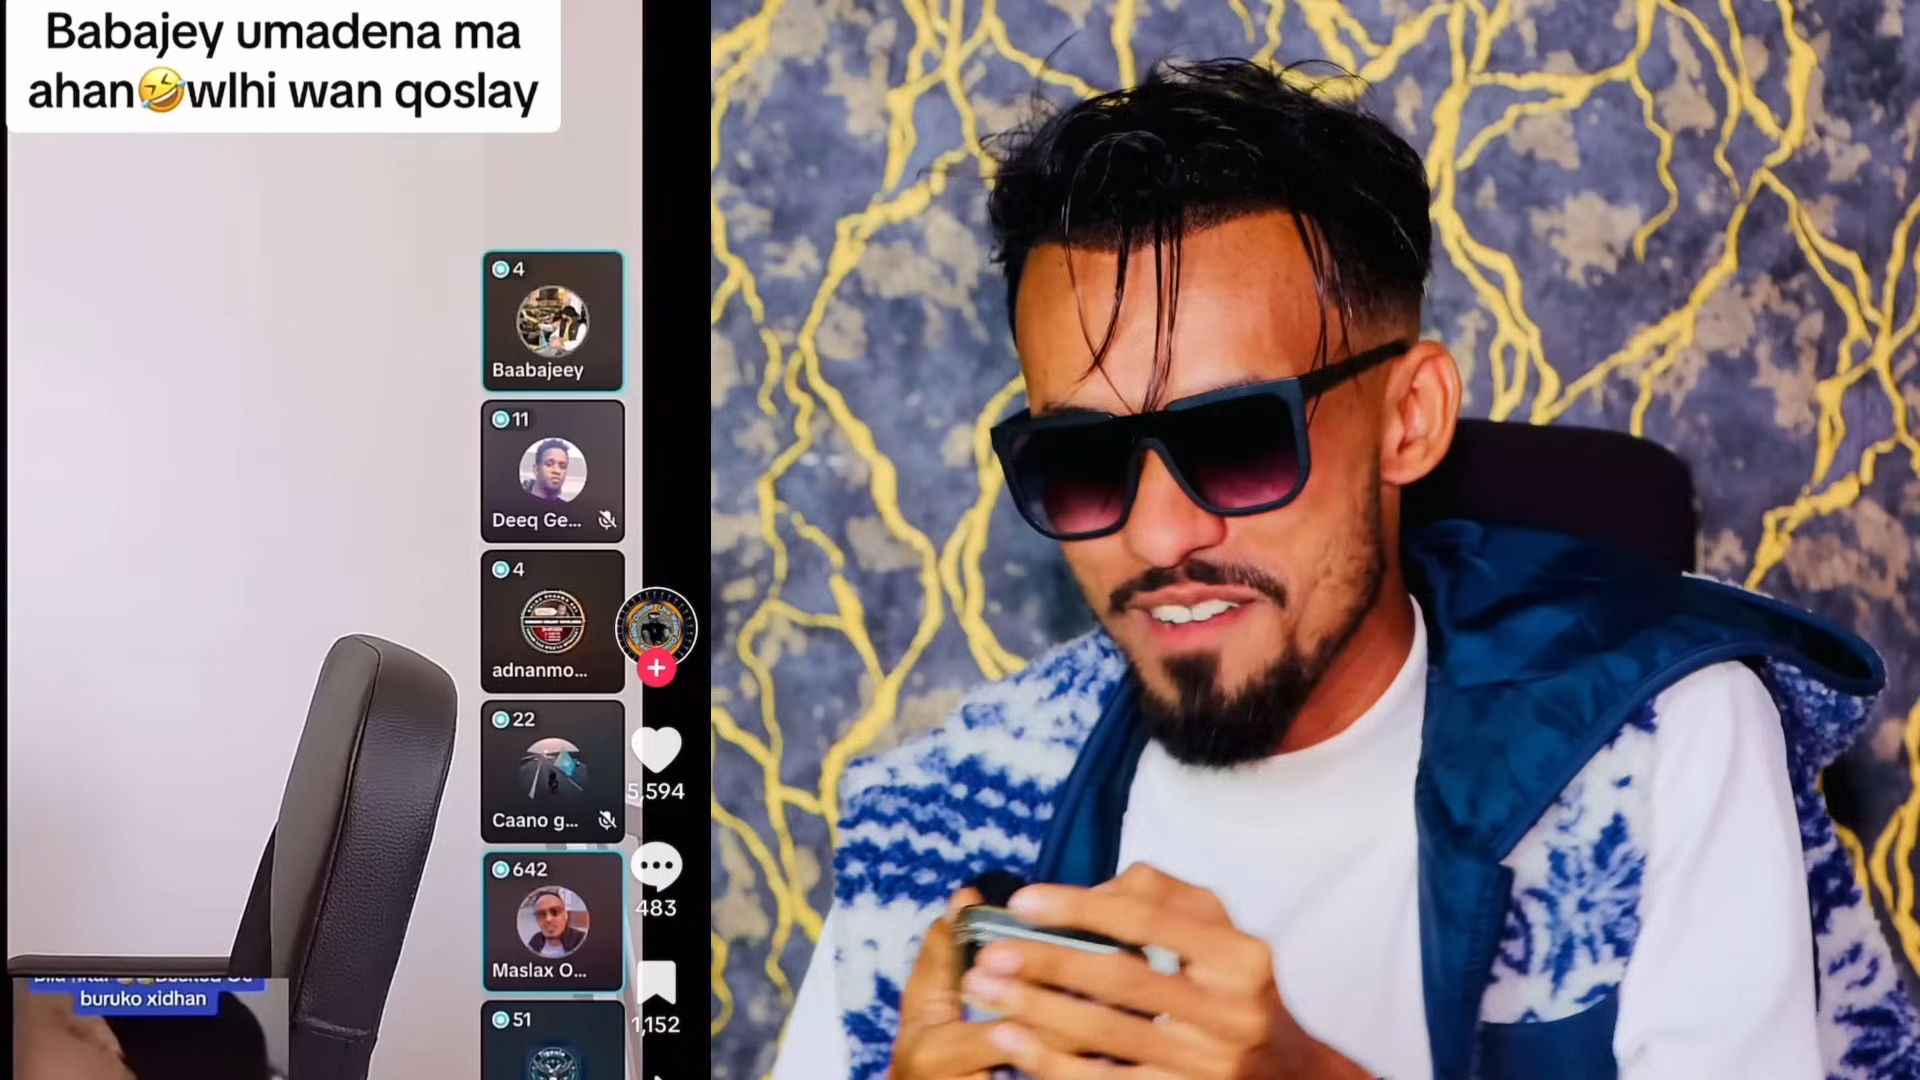 Babajey umadena ma
ahan🤣wlhi wan qoslay
4
Baabajeey
11
Deeq Ge...
4
adnanmo...
22
Caano g...
5,594
642
483
Maslax O...
buruko xidhan
1,152
51